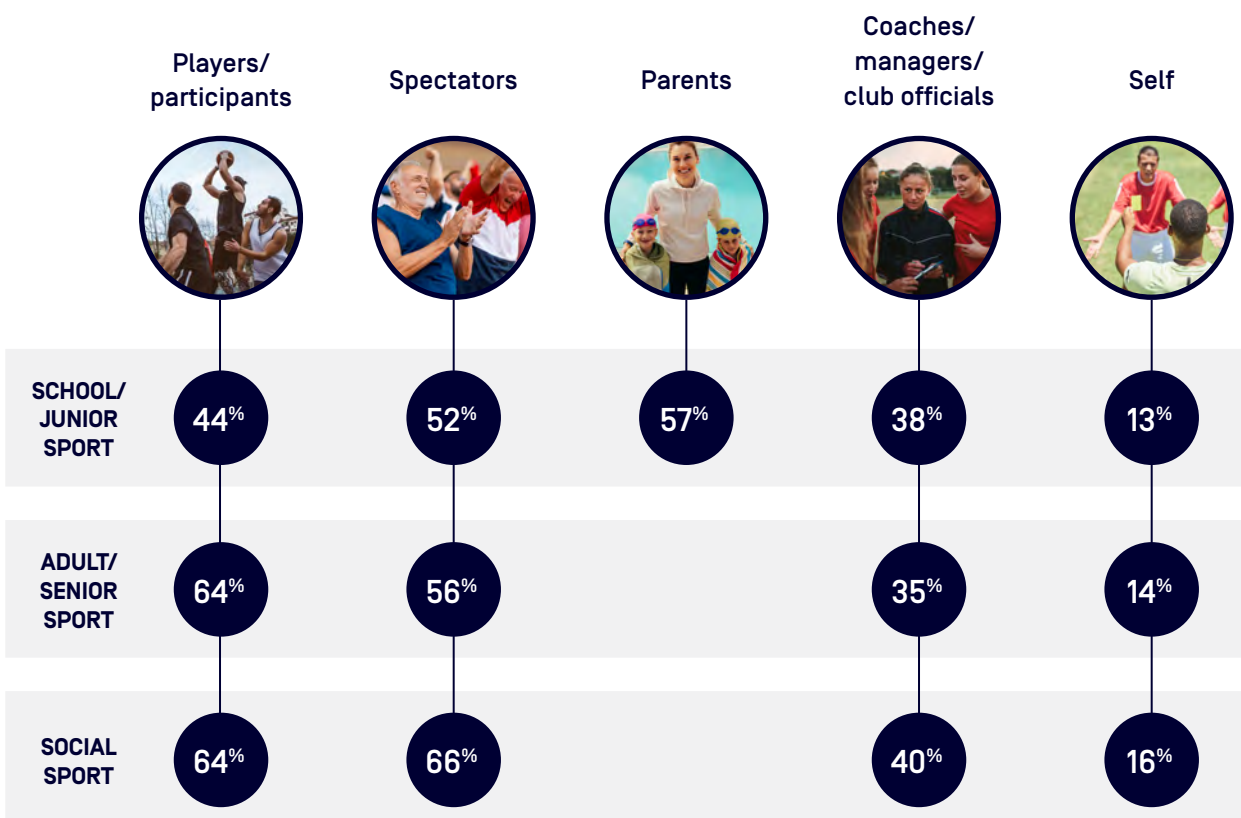 Players/
participants
Spectators
Parents
Coaches/
managers/
club officials
Self
SCHOOL/
JUNIOR
SPORT
44%
52%
57%
38%
13%
ADULT/
SENIOR
SPORT
64%
56%
35%
14%
SOCIAL
SPORT
64%
66%
40%
16%